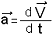 a⃗ = dV⃗ / dt